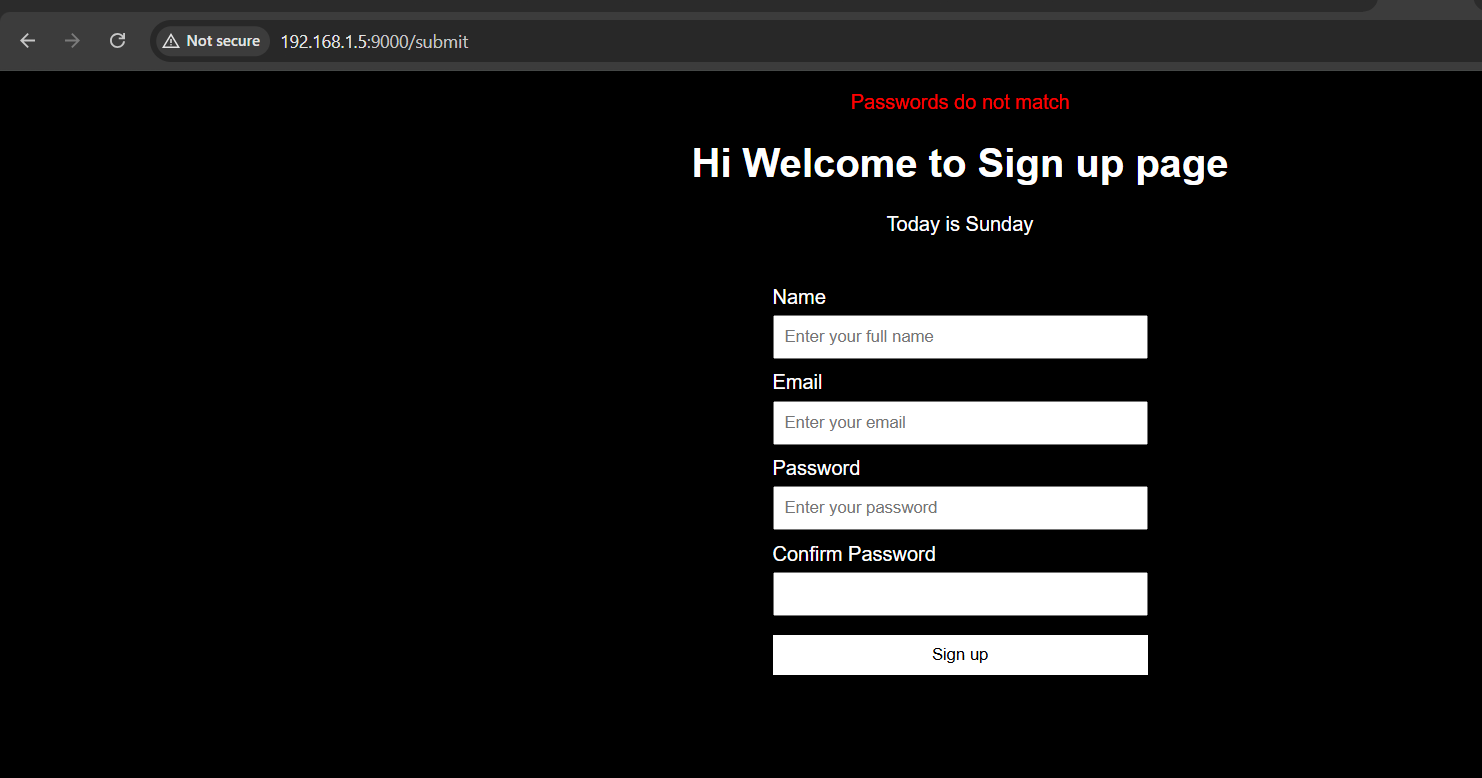 Not secure 192.168.1.5:9000/submit
Passwords do not match
Hi Welcome to Sign up page
Today is Sunday
Name
Enter your full name
Email
Enter your email
Password
Enter your password
Confirm Password
Sign up